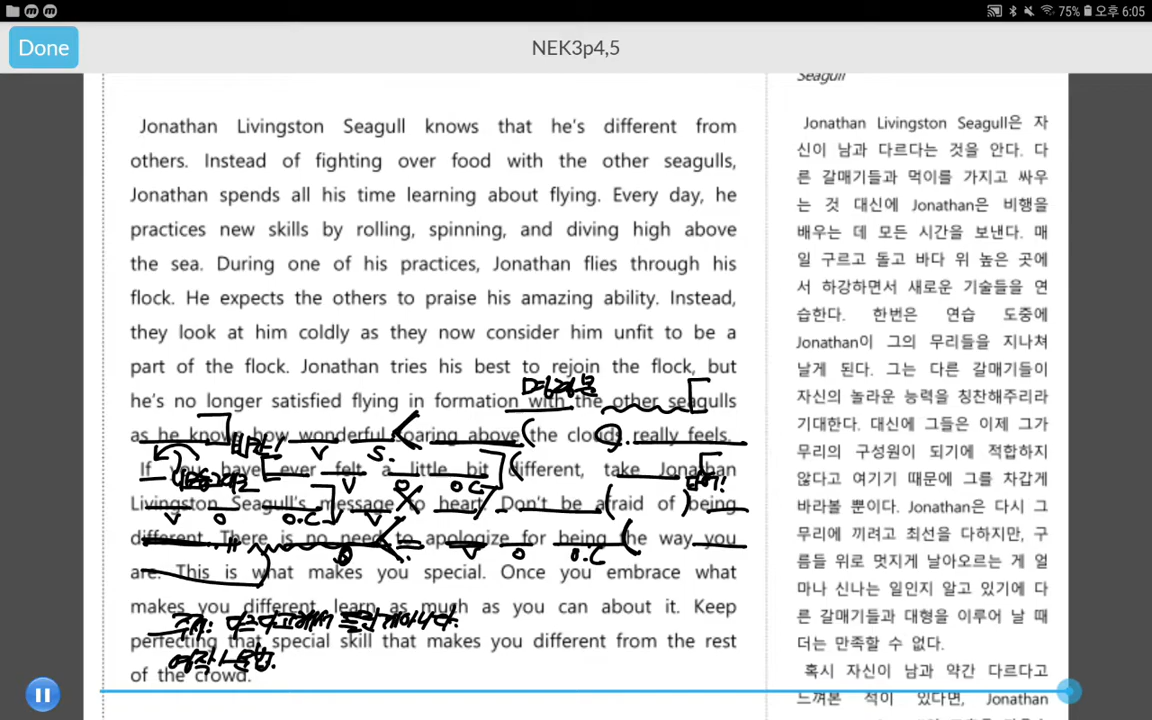 75% 오후 6:05
Done
NEK3p4,5
Seagull
Jonathan Livingston Seagull knows that he's different from
others. Instead of fighting over food with the other seagulls,
Jonathan spends all his time learning about flying. Every day, he
practices new skills by rolling, spinning, and diving high above
the sea. During one of his practices, Jonathan flies through his
flock. He expects the others to praise his amazing ability. Instead,
they look at him coldly as they now consider him unfit to be a
part of the flock. Jonathan tries his best to rejoin the flock, but
he's no longer satisfied flying in formation with the other seagulls
as he knows how wonderful soaring above the clouds really feels.
If you have ever felt a little bit different, take Jonathan
Livingston Seagull's message to heart. Don't be afraid of being
different. There is no need to apologize for being the way you
are. This is what makes you special. Once you embrace what
makes you different, learn as much as you can about it. Keep
perfecting that special skill that makes you different from the rest
of the crowd.
V S.
V O O.C
V O O.C V V
O V O O.C
주제: 다르다고해서 틀린게아니다.
Jonathan Livingston Seagull은 자
신이 남과 다르다는 것을 안다. 다
른 갈매기들과 먹이를 가지고 싸우
는 것 대신에 Jonathan은 비행을
배우는 데 모든 시간을 보낸다. 매
일 구르고 돌고 바다 위 높은 곳에
서 하강하면서 새로운 기술들을 연
습한다. 한번은 연습 도중에
Jonathan이 그의 무리들을 지나쳐
날게 된다. 그는 다른 갈매기들이
자신의 놀라운 능력을 칭찬해주리라
기대한다. 대신에 그들은 이제 그가
무리의 구성원이 되기에 적합하지
않다고 여기기 때문에 그를 차갑게
바라볼 뿐이다. Jonathan은 다시 그
무리에 끼려고 최선을 다하지만, 구
름들 위로 멋지게 날아오르는 게 얼
마나 신나는 일인지 알고 있기에 다
른 갈매기들과 대형을 이루어 날 때
더는 만족할 수 없다.
혹시 자신이 남과 약간 다르다고
느껴본 적이 있다면, Jonathan